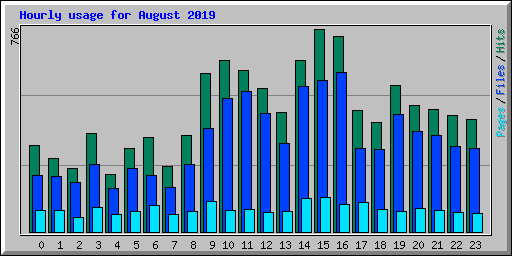 Hourly usage for August 2019
766
Pages / Files / Hits
0 1 2 3 4 5 6 7 8 9 10 11 12 13 14 15 16 17 18 19 20 21 22 23